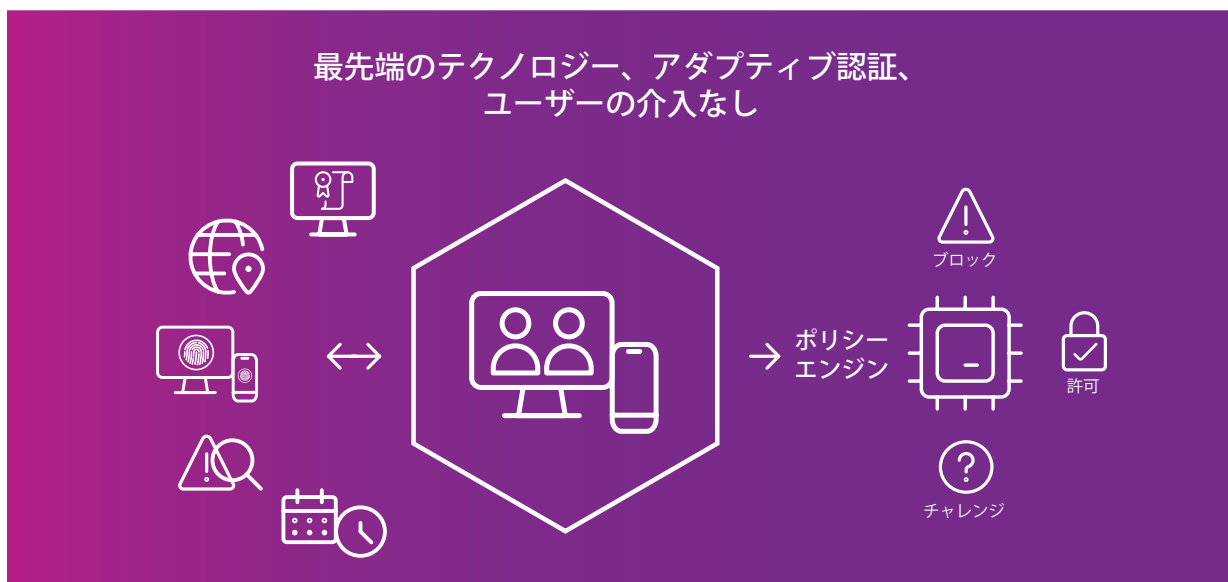 最先端のテクノロジー、アダプティブ認証、
ユーザーの介入なし
ブロック
ポリシー
エンジン
許可
チャレンジ